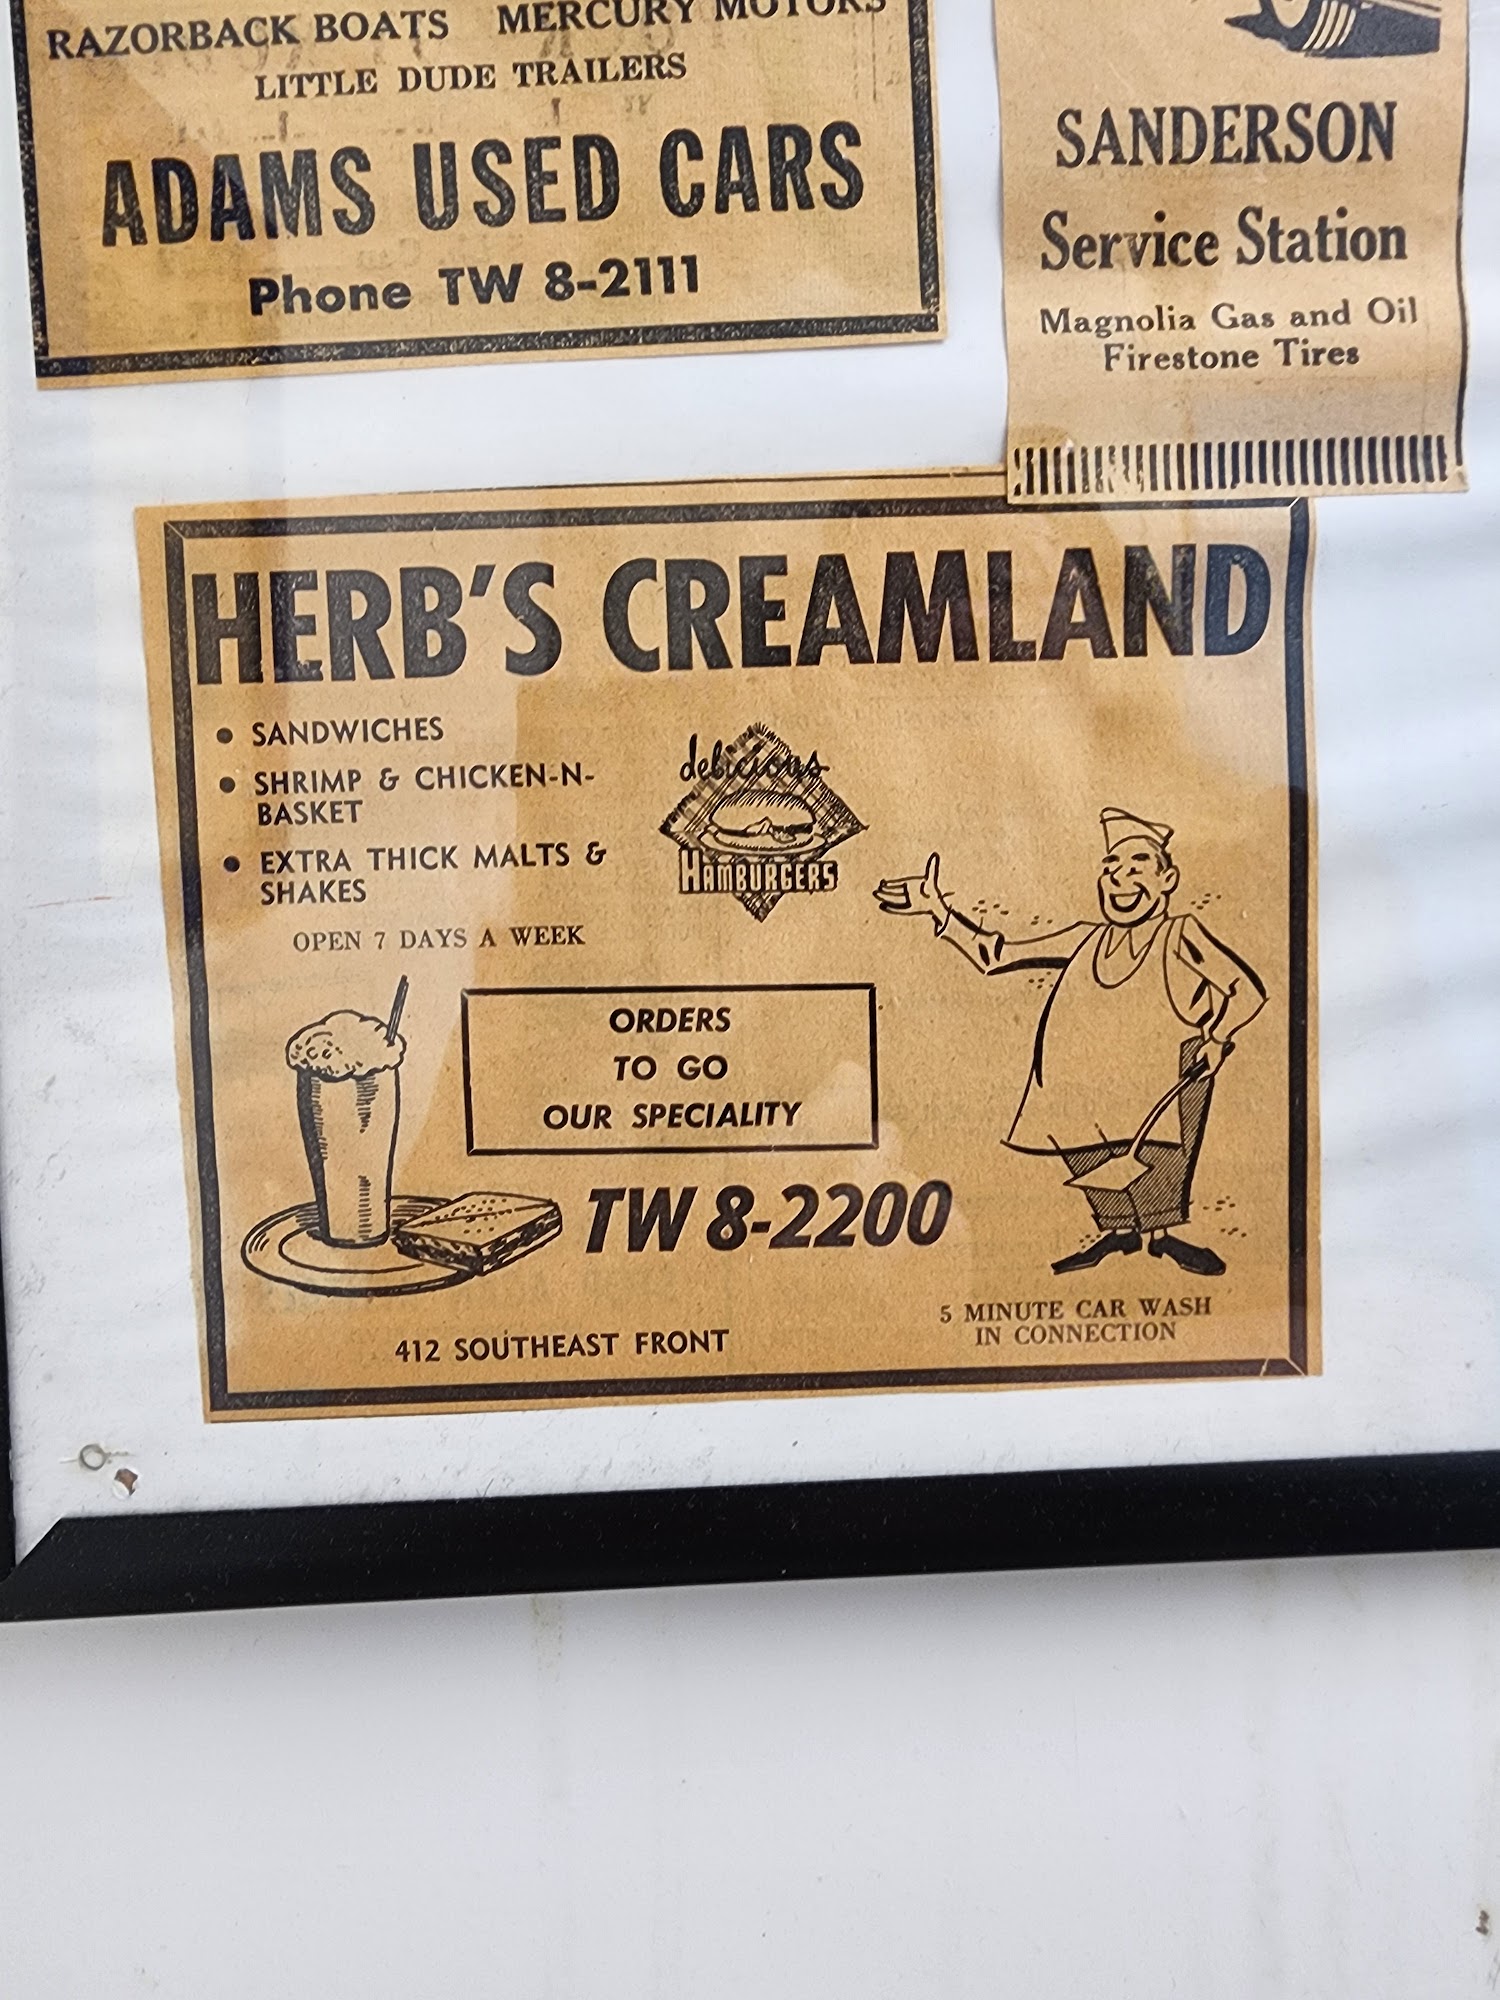 RAZORBACK BOATS MERCURY MOTORS
LITTLE DUDE TRAILERS
ADAMS USED CARS
Phone TW 8-2111
SANDERSON
Service Station
Magnolia Gas and Oil
Firestone Tires
HERB'S CREAMLAND
• SANDWICHES
• SHRIMP & CHICKEN-N-
BASKET
• EXTRA THICK MALTS &
SHAKES
OPEN 7 DAYS A WEEK
delicious
HAMBURGERS
ORDERS
TO GO
OUR SPECIALITY
TW 8-2200
412 SOUTHEAST FRONT
5 MINUTE CAR WASH
IN CONNECTION